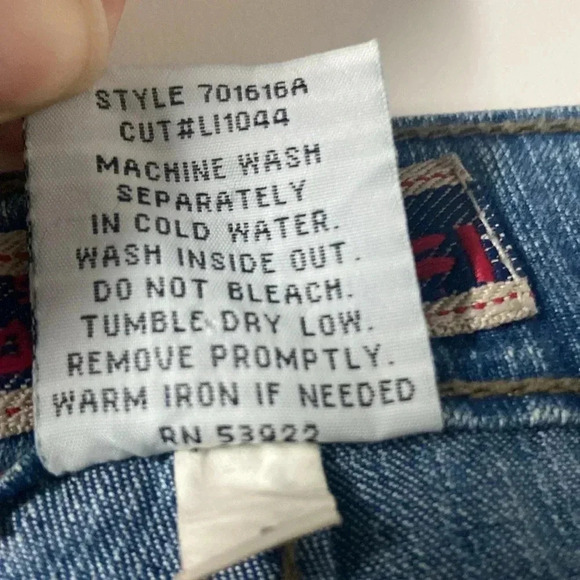 STYLE 701616A
CUT#LI1044
MACHINE WASH
SEPARATELY
IN COLD WATER.
WASH INSIDE OUT.
DO NOT BLEACH.
TUMBLE DRY LOW.
REMOVE PROMPTLY.
WARM IRON IF NEEDED
RN 53922